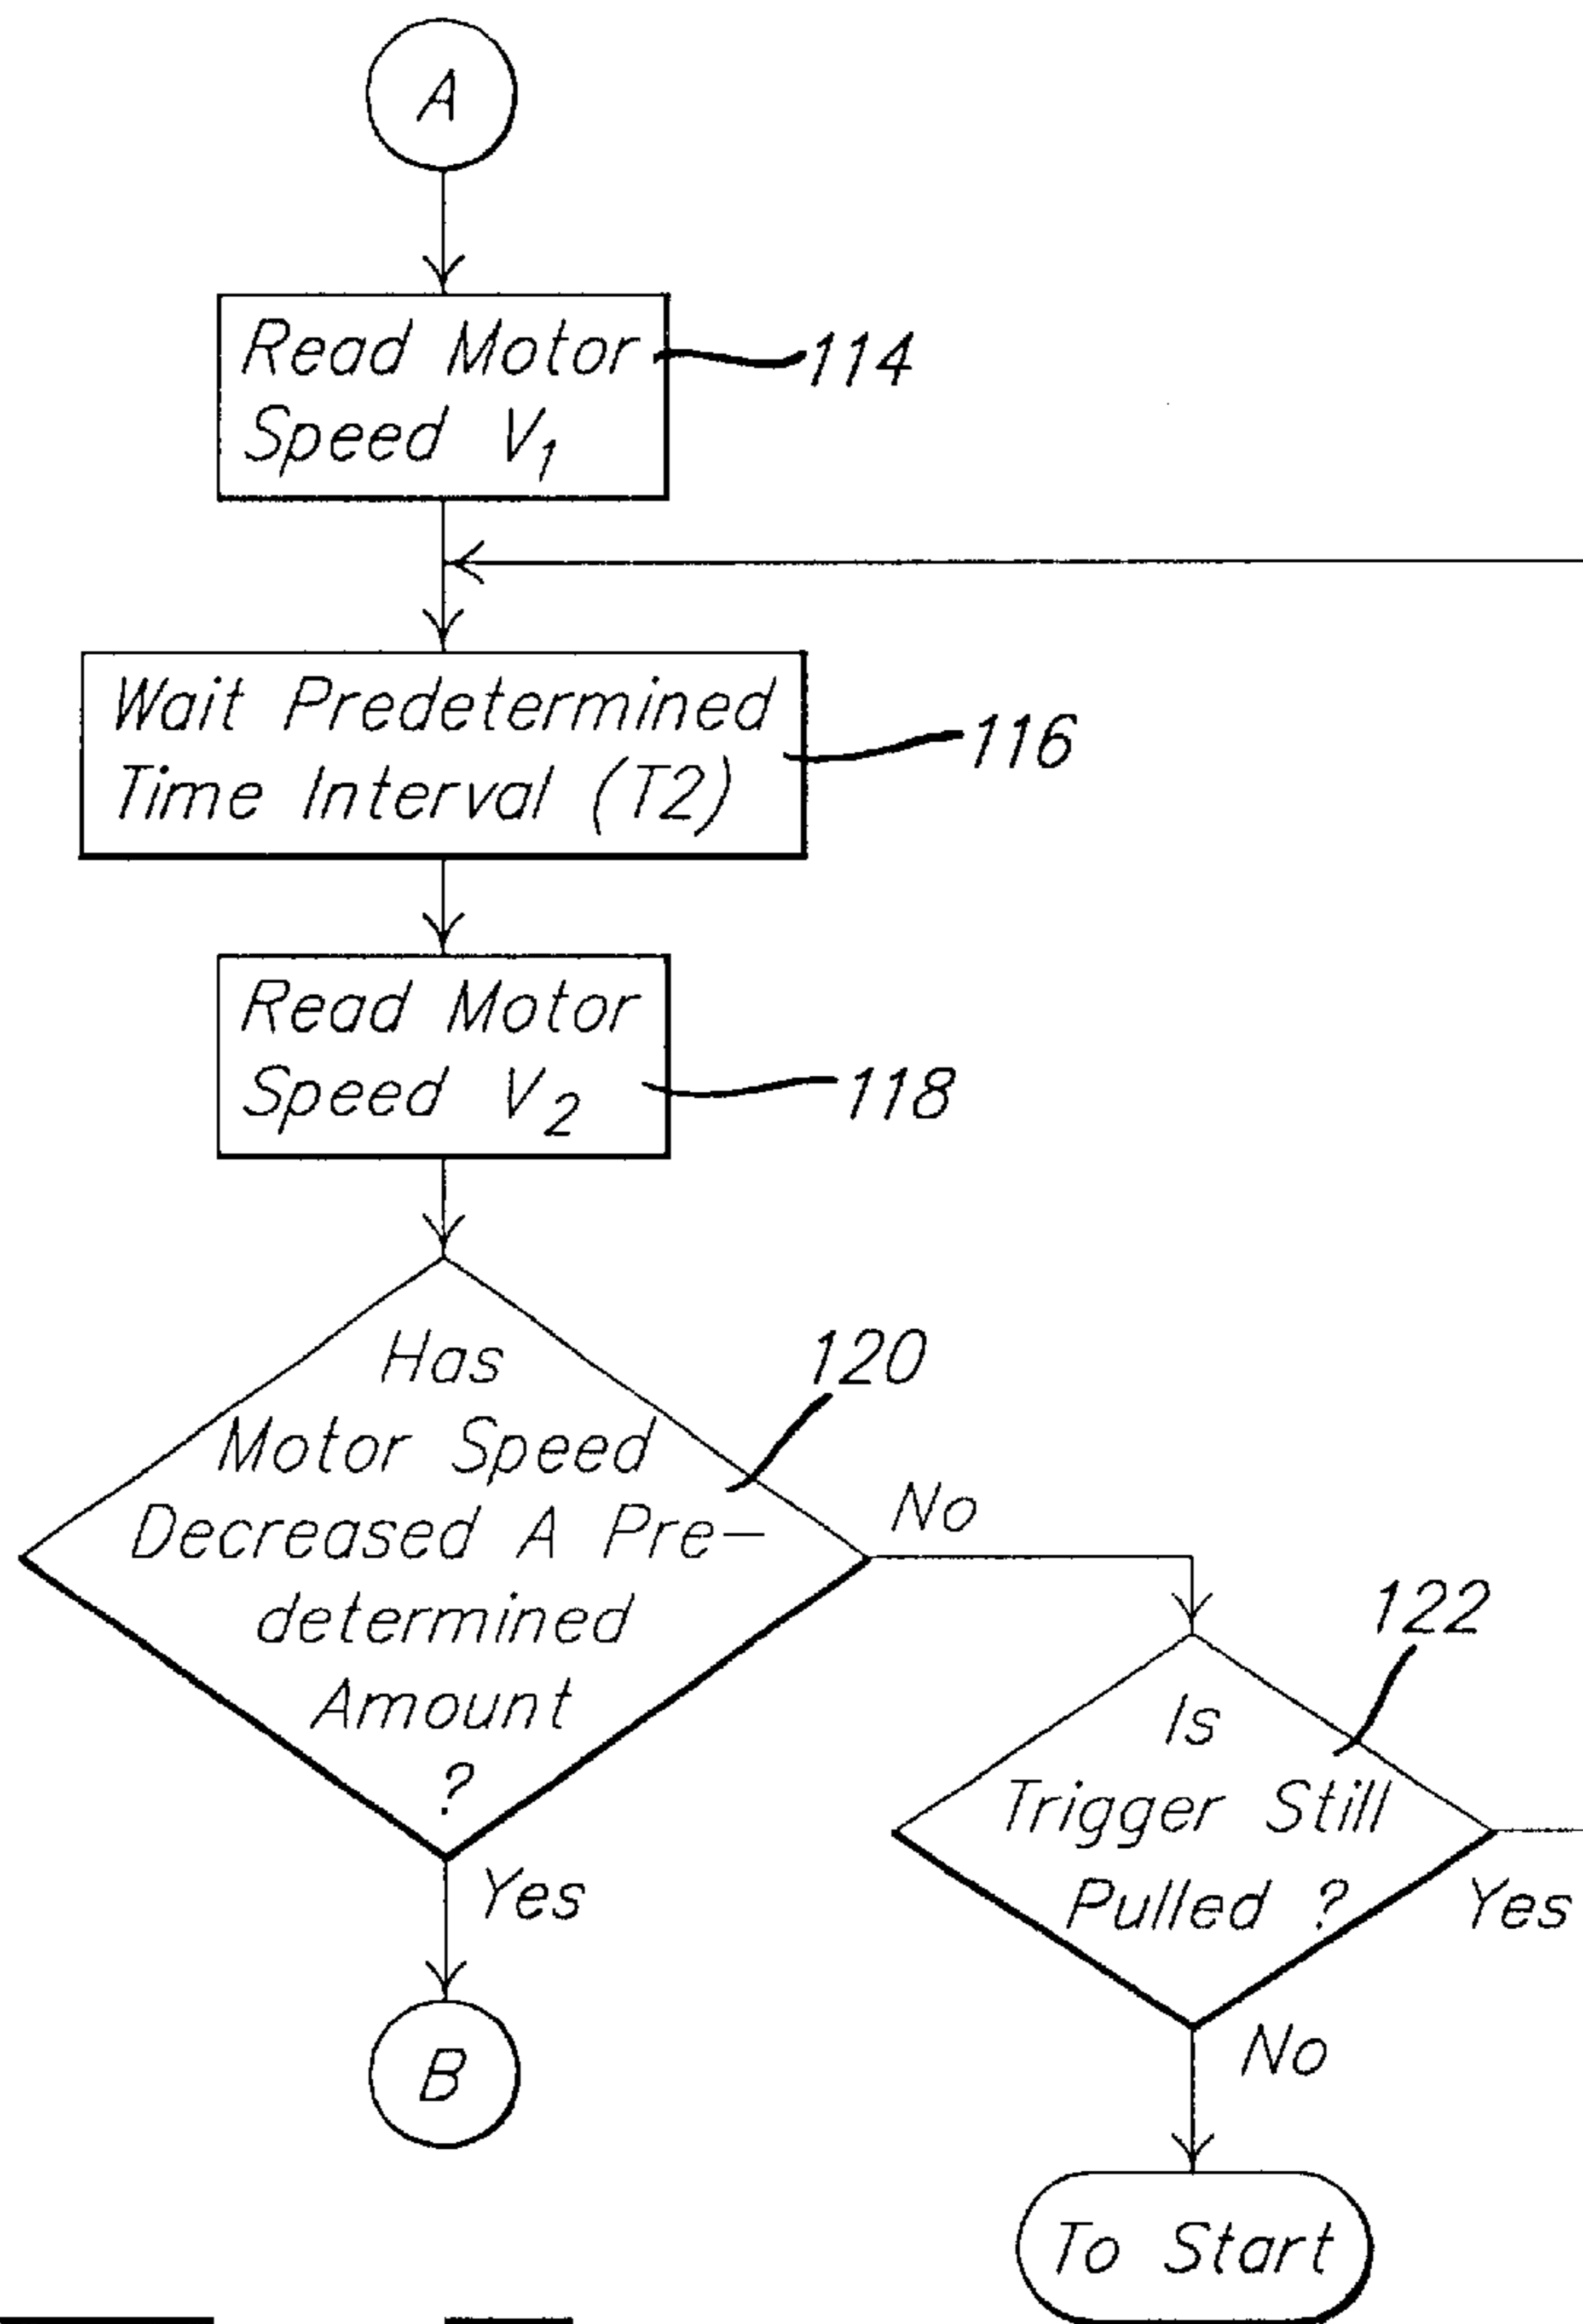 A
Read Motor
Speed V₁
114
Wait Predetermined
Time Interval (T2)
116
Read Motor
Speed V₂
118
Has
Motor Speed
Decreased A Pre-
determined
Amount
?
120
No
Yes
B
Is
Trigger Still
Pulled ?
122
Yes
No
To Start